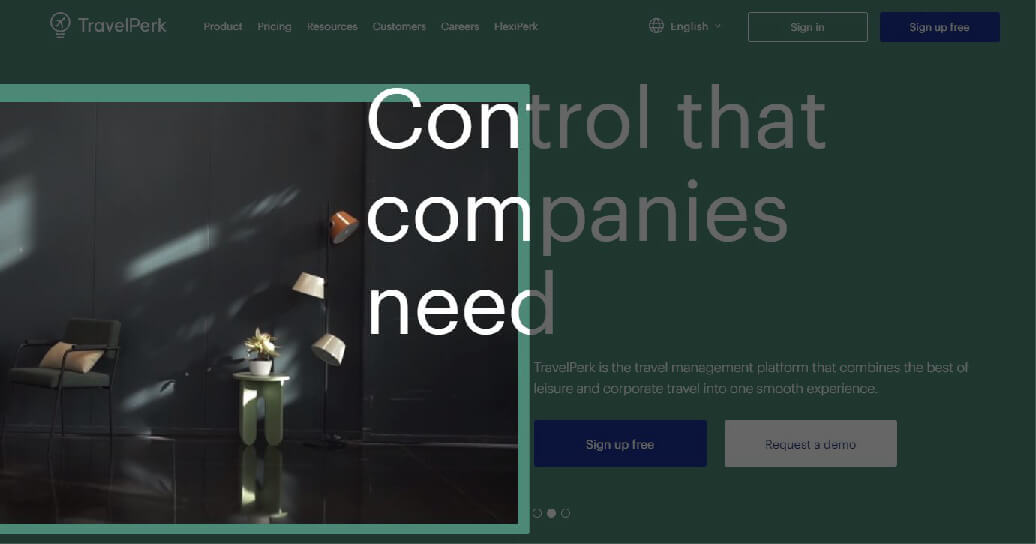 TravelPerk
Product Pricing Resources Customers Careers FlexiPerk
English
Sign in
Sign up free
Control that
companies
need
TravelPerk is the travel management platform that combines the best of
leisure and corporate travel into one smooth experience.
Sign up free
Request a demo